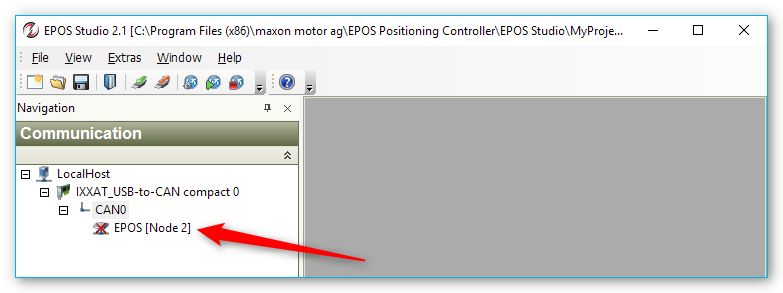 EPOS Studio 2.1 [C:\Program Files (x86)\maxon motor ag\EPOS Positioning Controller\EPOS Studio\MyProje...
File View Extras Window Help
Navigation
Communication
LocalHost
IXXAT_USB-to-CAN compact 0
CAN0
EPOS [Node 2]